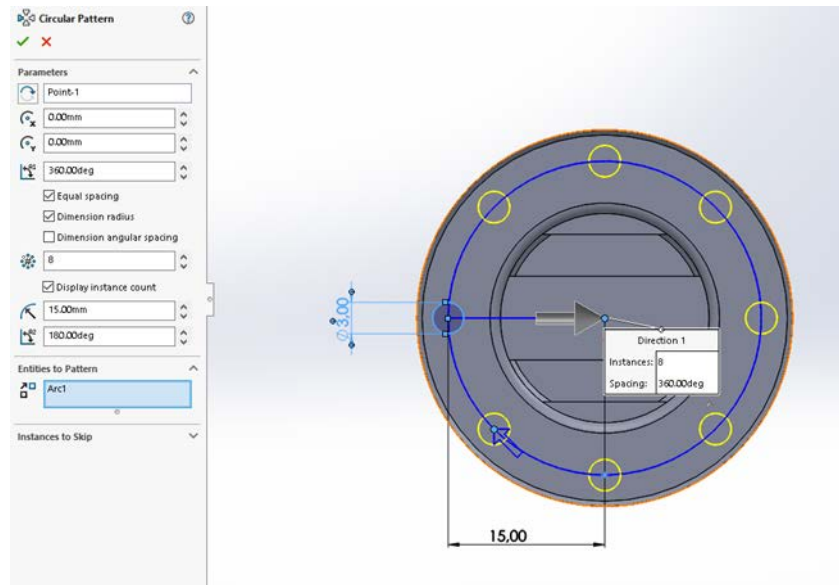 Circular Pattern
Parameters
Point-1
0.00mm
0.00mm
360.00deg
Equal spacing
Dimension radius
Dimension angular spacing
8
Display instance count
15.00mm
180.00deg
Entities to Pattern
Arc1
Instances to Skip
∅3,00
Direction 1
Instances: 8
Spacing: 360.00deg
15,00